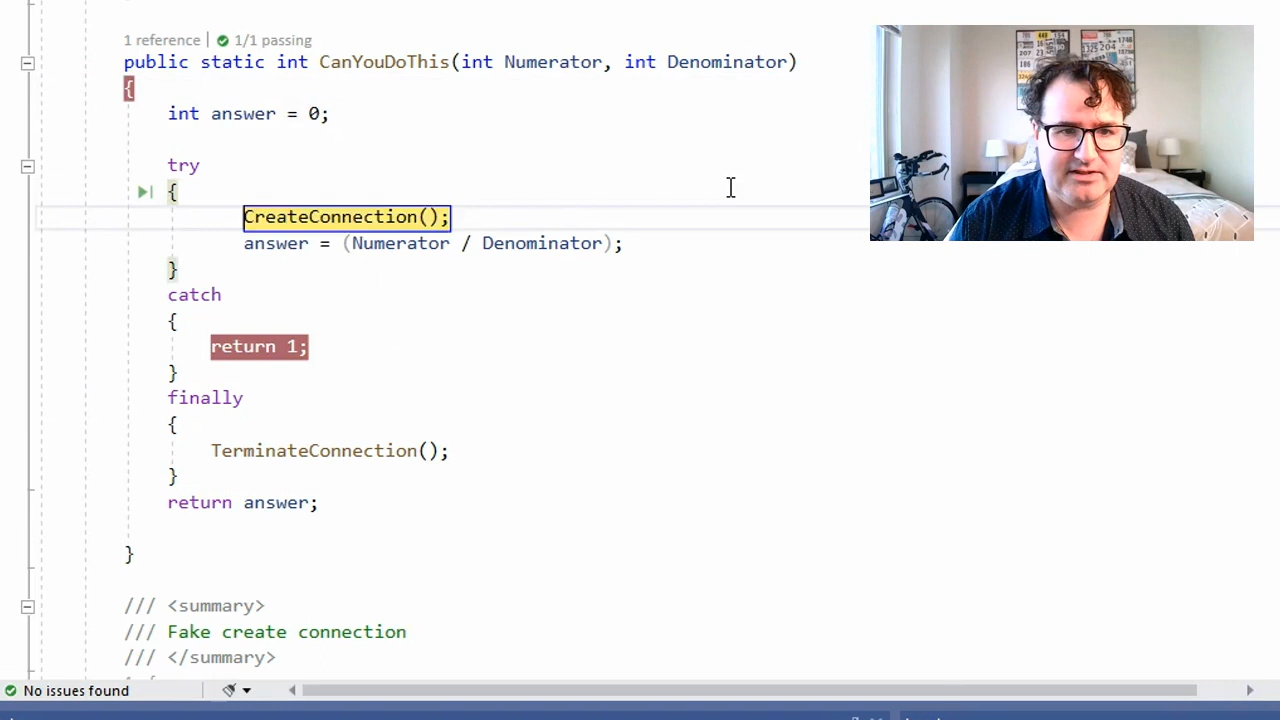 1 reference | 1/1 passing
public static int CanYouDoThis(int Numerator, int Denominator)
{
int answer = 0;
try
{
CreateConnection();
answer = (Numerator / Denominator);
}
catch
{
return 1;
}
finally
{
TerminateConnection();
}
return answer;
}
/// <summary>
/// Fake create connection
/// </summary>
No issues found